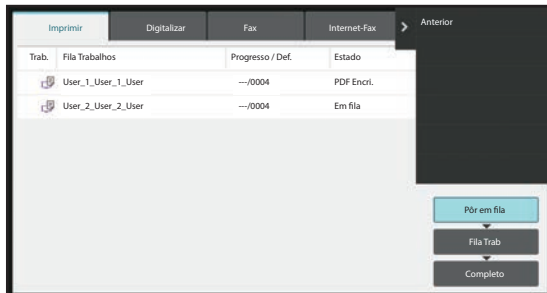 Imprimir Digitalizar Fax Internet-Fax Anterior
Trab. Fila Trabalhos Progresso / Def. Estado
User_1_User_1_User ---/0004 PDF Encri.
User_2_User_2_User ---/0004 Em fila
Pôr em fila
Fila Trab
Completo